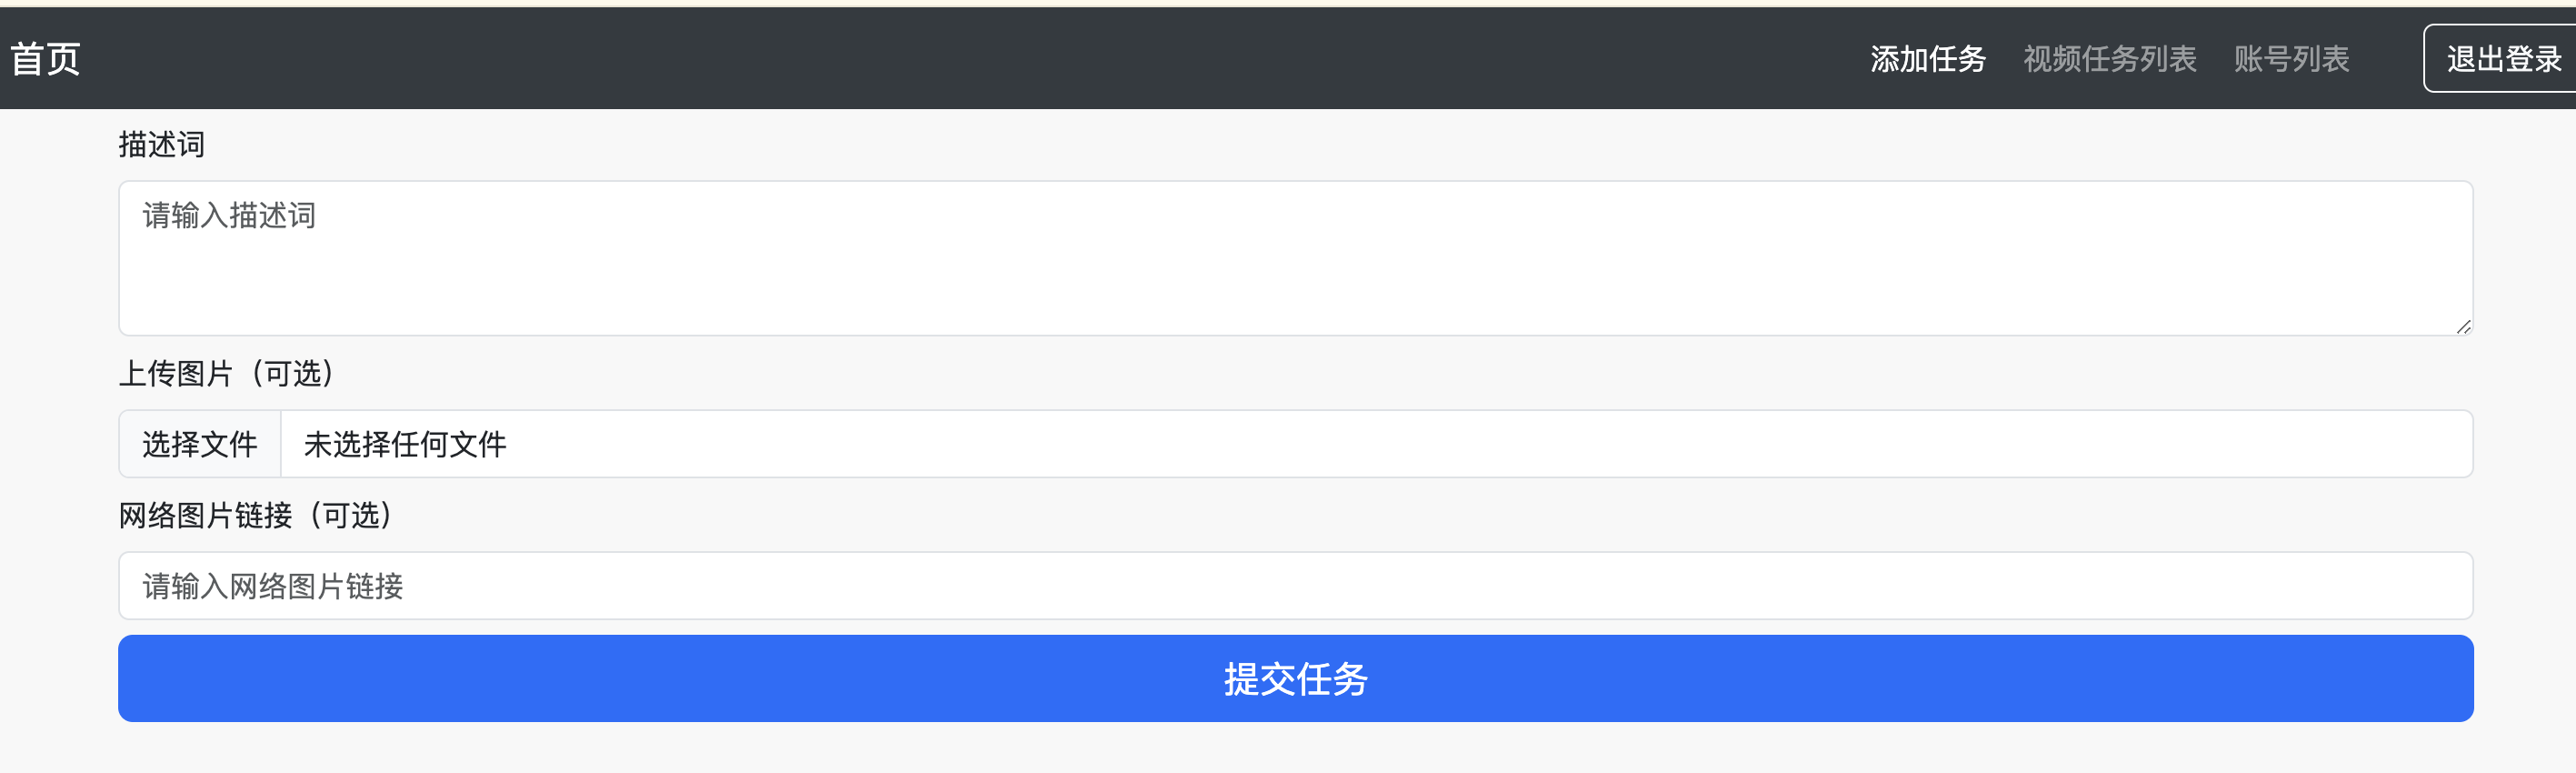 首页 添加任务 视频任务列表 账号列表 退出登录
描述词
请输入描述词
上传图片（可选）
选择文件 未选择任何文件
网络图片链接（可选）
请输入网络图片链接
提交任务